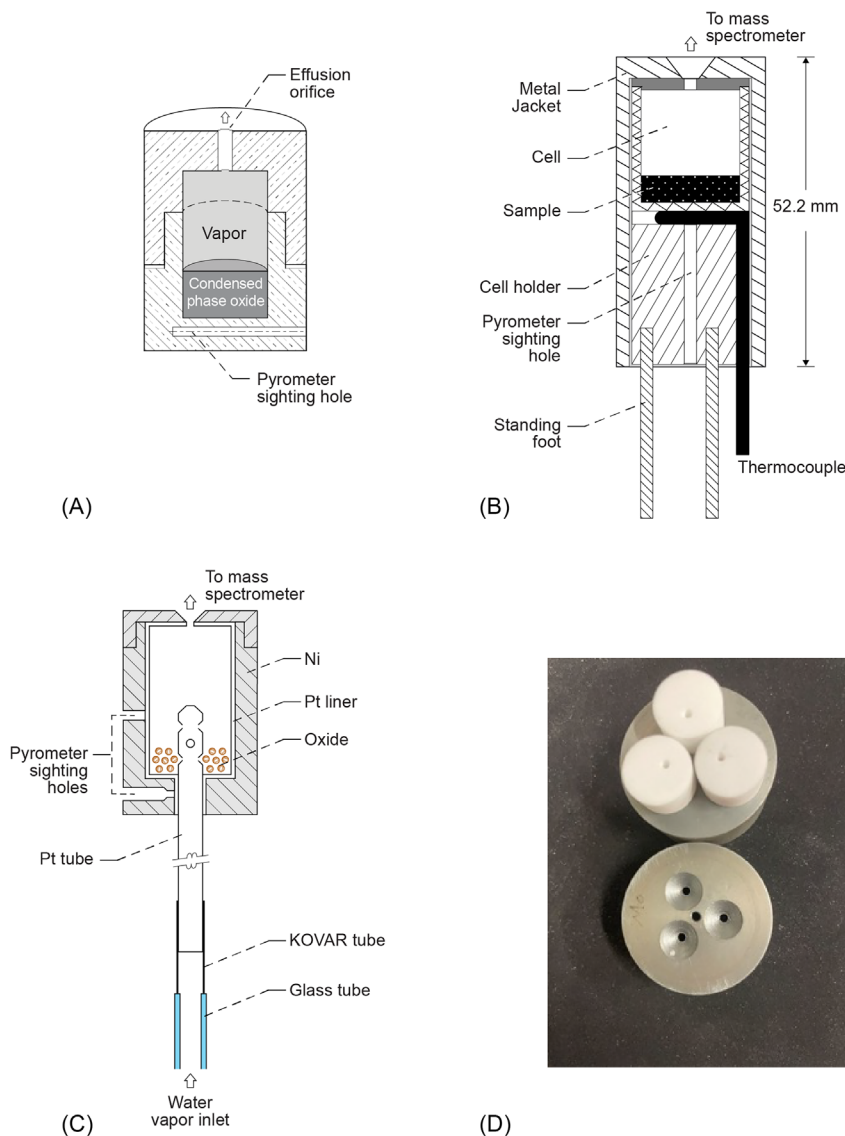 Effusion
orifice
Vapor
Condensed
phase oxide
Pyrometer
sighting hole
(A)
To mass
spectrometer
Metal
Jacket
Cell
Sample
52.2 mm
Cell holder
Pyrometer
sighting
hole
Standing
foot
Thermocouple
(B)
To mass
spectrometer
Ni
Pt liner
Oxide
Pyrometer
sighting
holes
Pt tube
KOVAR tube
Glass tube
Water
vapor inlet
(C)
(D)